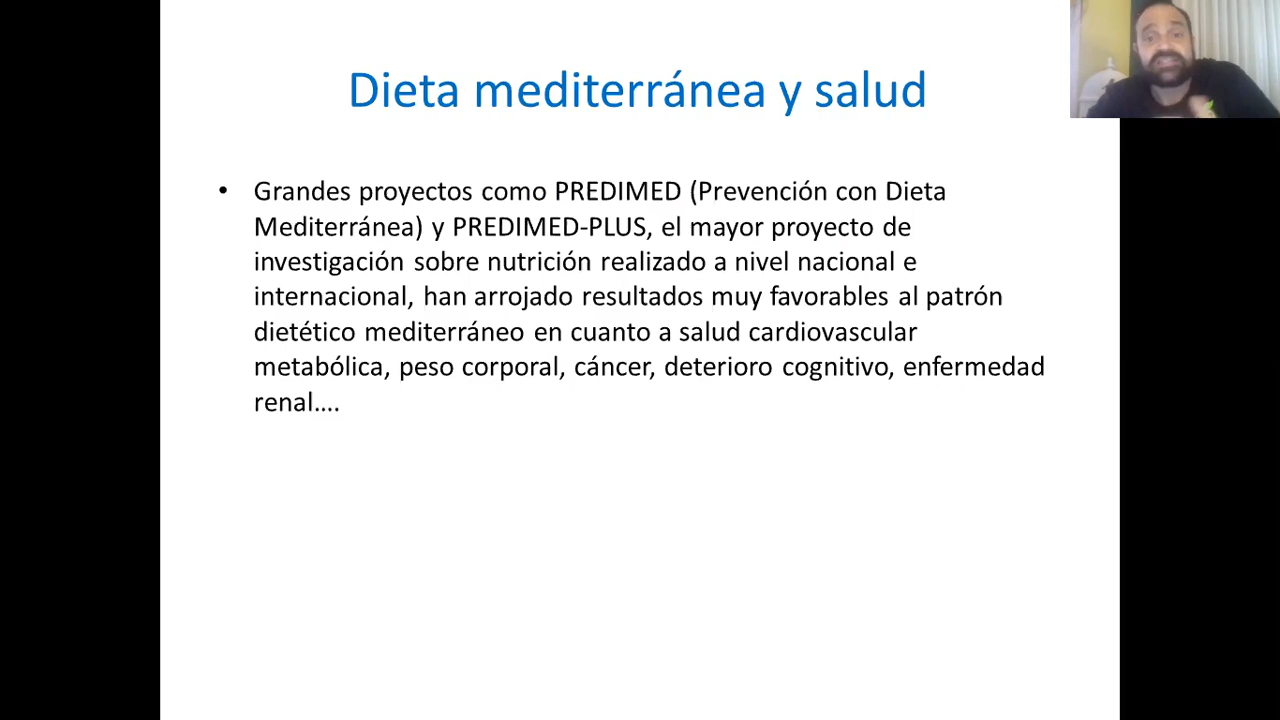 Dieta mediterránea y salud
• Grandes proyectos como PREDIMED (Prevención con Dieta
Mediterránea) y PREDIMED-PLUS, el mayor proyecto de
investigación sobre nutrición realizado a nivel nacional e
internacional, han arrojado resultados muy favorables al patrón
dietético mediterráneo en cuanto a salud cardiovascular
metabólica, peso corporal, cáncer, deterioro cognitivo, enfermedad
renal....